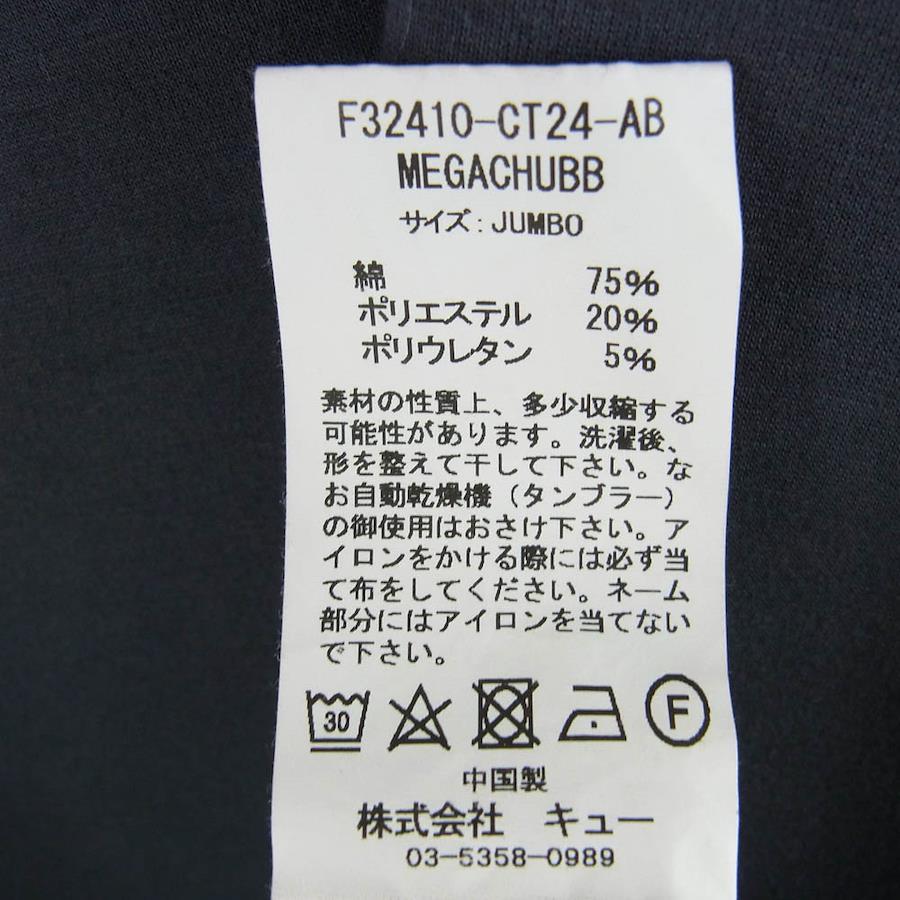 F32410-CT24-AB
MEGACHUBB
サイズ：JUMBO
綿 75%
ポリエステル 20%
ポリウレタン 5%
素材の性質上、多少収縮する
可能性があります。洗濯後、
形を整えて干して下さい。な
お自動乾燥機（タンブラー）
の御使用はおさけ下さい。ア
イロンをかける際には必ず当
て布をしてください。ネーム
部分にはアイロンを当てない
で下さい。
30 F
中国製
株式会社 キュー
03-5358-0989